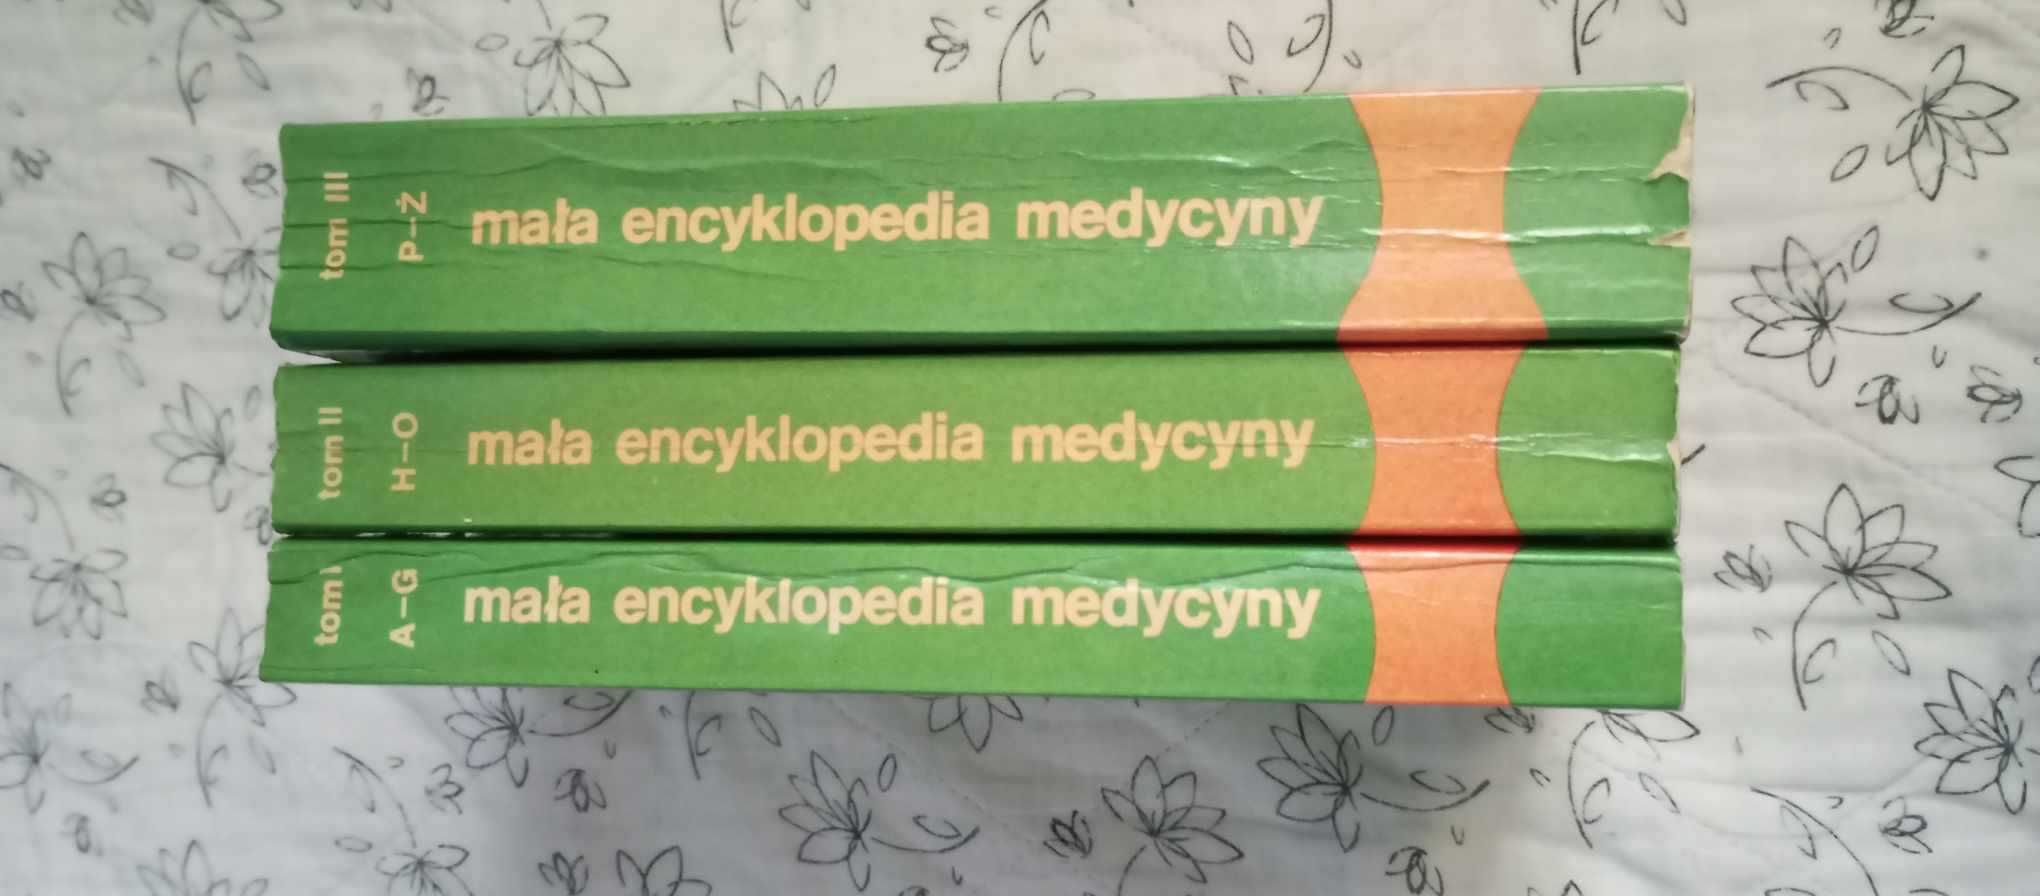 tom III
P–Ż
mała encyklopedia medycyny
tom II
H–O
mała encyklopedia medycyny
tom I
A–G
mała encyklopedia medycyny